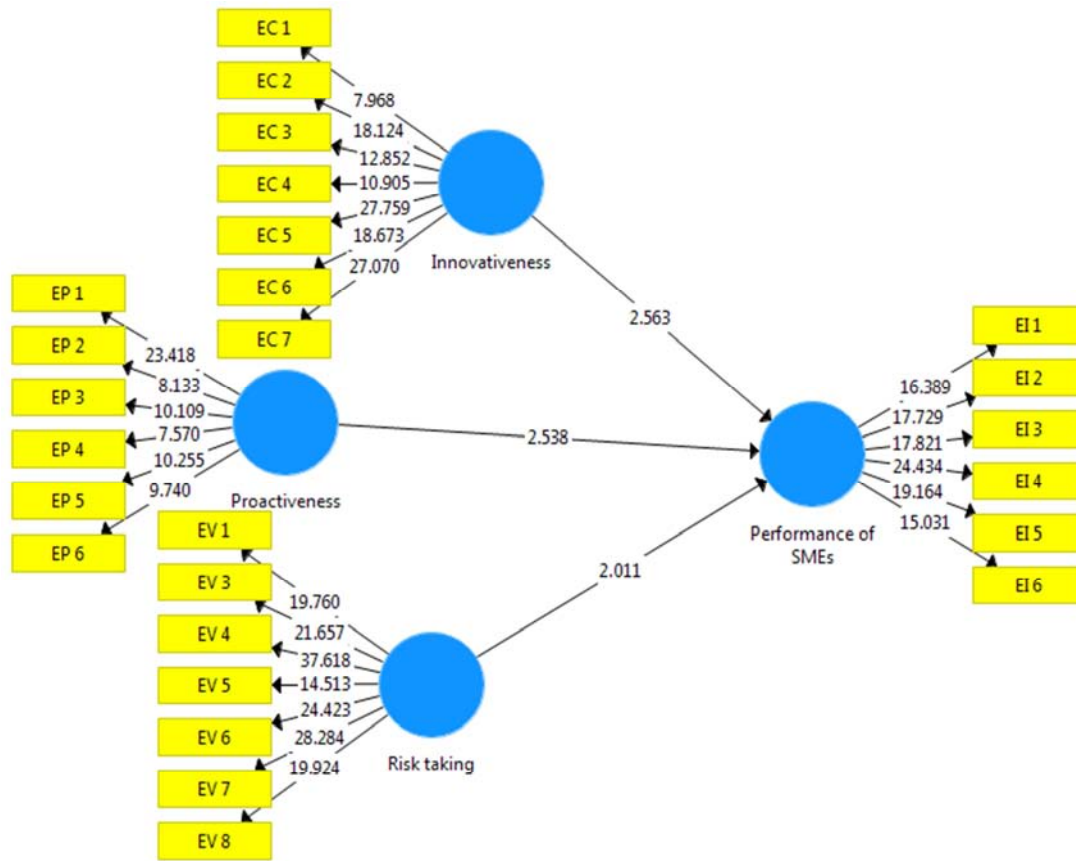 EC 1
EC 2
EC 3
EC 4
EC 5
EC 6
EC 7
7.968
18.124
12.852
10.905
27.759
18.673
27.070
Innovativeness
2.563
EP 1
EP 2
EP 3
EP 4
EP 5
EP 6
23.418
8.133
10.109
7.570
10.255
9.740
Proactiveness
2.538
EV 1
EV 3
EV 4
EV 5
EV 6
EV 7
EV 8
19.760
21.657
37.618
14.513
24.423
28.284
19.924
Risk taking
2.011
Performance of
SMEs
16.389
17.729
17.821
24.434
19.164
15.031
EI 1
EI 2
EI 3
EI 4
EI 5
EI 6